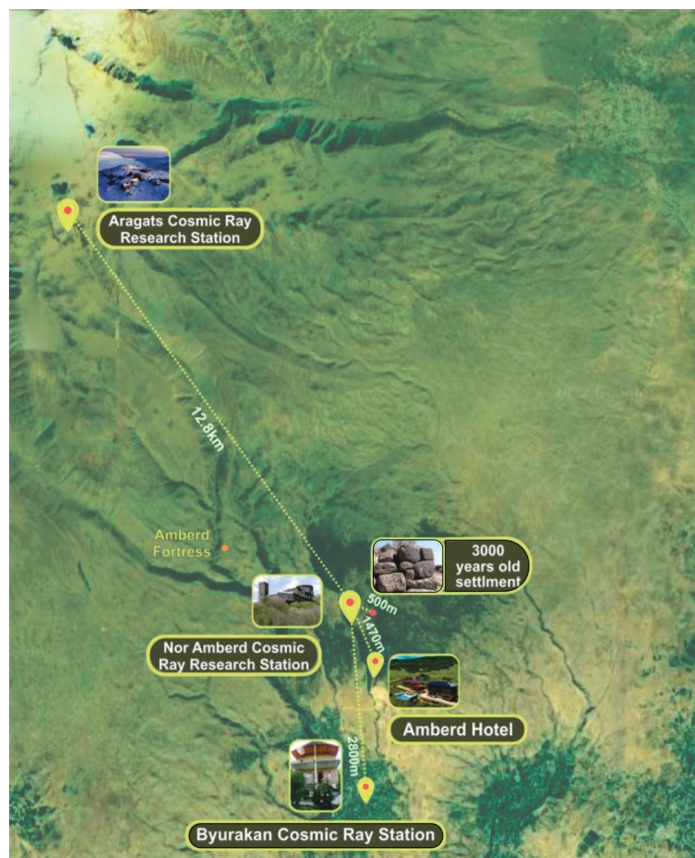 Aragats Cosmic Ray
Research Station
12.8km
Amberd
Fortress
3000
years old
settlment
500m
1470m
Nor Amberd Cosmic
Ray Research Station
Amberd Hotel
2800m
Byurakan Cosmic Ray Station